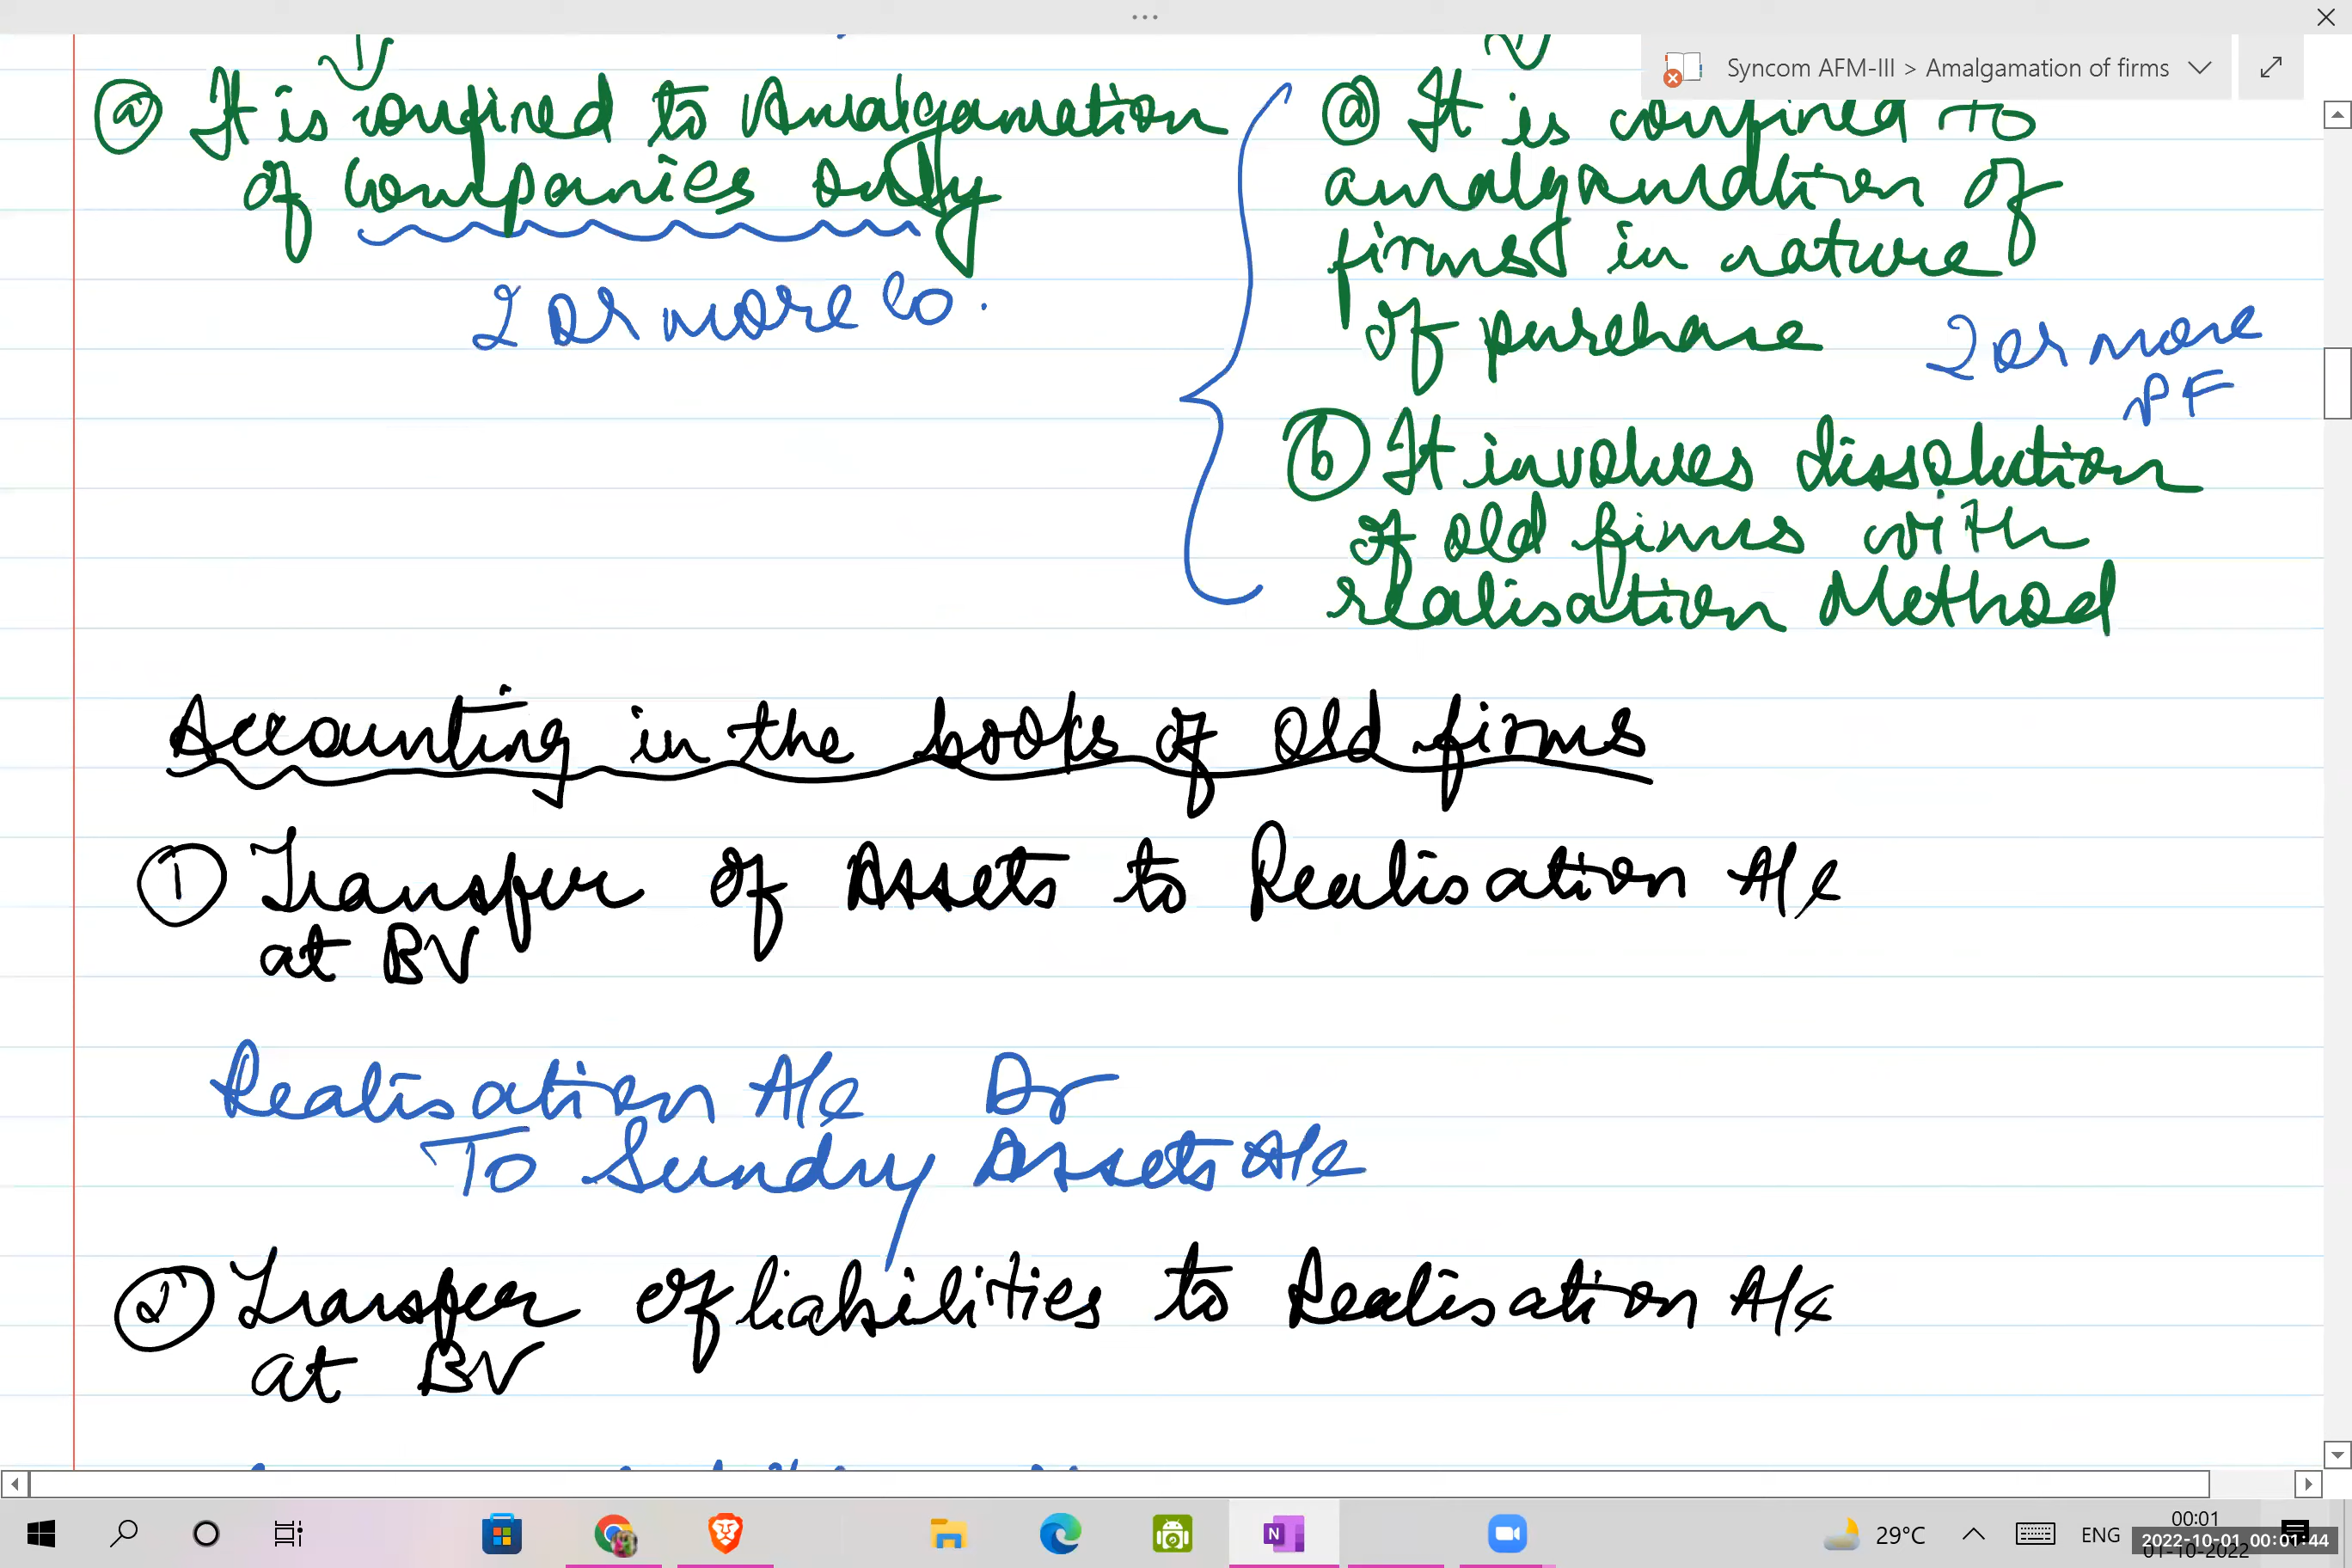 Syncom AFM-III > Amalgamation of firms
ⓐ It is confined to Amalgamation
of companies only
2 or more Co.
ⓐ It is confined to
amalgamation of
firms in nature
of purchase
2 or more
PF
ⓑ It involves dissolution
of old firms with
realisation Method
Accounting in the books of Old firms
① Transfer of Assets to Realisation A/c
at BV
Realisation A/c Dr
To Sundry Assets A/c
② Transfer of liabilities to Realisation A/c
at BV
29°C
ENG
00:01
2022-10-01 00:01:44
01-10-2022